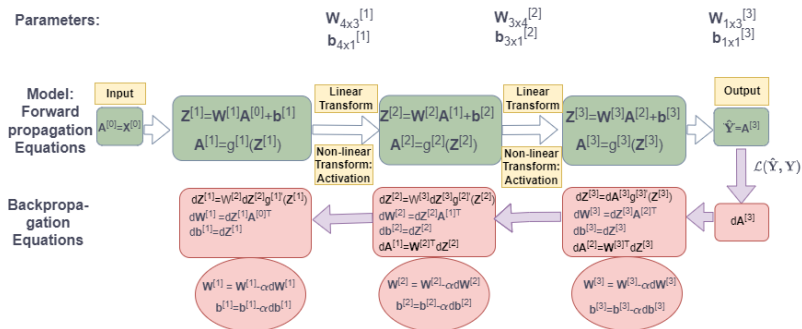 Parameters:
W₄ₓ₃[1]
b₄ₓ₁[1]
W₃ₓ₄[2]
b₃ₓ₁[2]
W₁ₓ₃[3]
b₁ₓ₁[3]
Model:
Forward
propagation
Equations
Input
A[0]=X[0]
Z[1]=W[1]A[0]+b[1]
A[1]=g[1](Z[1])
Linear
Transform
Non-linear
Transform:
Activation
Z[2]=W[2]A[1]+b[2]
A[2]=g[2](Z[2])
Linear
Transform
Non-linear
Transform:
Activation
Z[3]=W[3]A[2]+b[3]
A[3]=g[3](Z[3])
Output
Ŷ=A[3]
ℒ(Ŷ, Y)
Backpropa-
gation
Equations
dZ[1]=W[2]dZ[2]g[1]'(Z[1])
dW[1]=dZ[1]A[0]T
db[1]=dZ[1]
dZ[2]=W[3]dZ[3]g[2]'(Z[2])
dW[2]=dZ[2]A[1]T
db[2]=dZ[2]
dA[1]=W[2]TdZ[2]
dZ[3]=dA[3]g[3]'(Z[3])
dW[3]=dZ[3]A[2]T
db[3]=dZ[3]
dA[2]=W[3]TdZ[3]
dA[3]
W[1] = W[1]-αdW[1]
b[1]=b[1]-αdb[1]
W[2] = W[2]-αdW[2]
b[2]=b[2]-αdb[2]
W[3] = W[3]-αdW[3]
b[3]=b[3]-αdb[3]